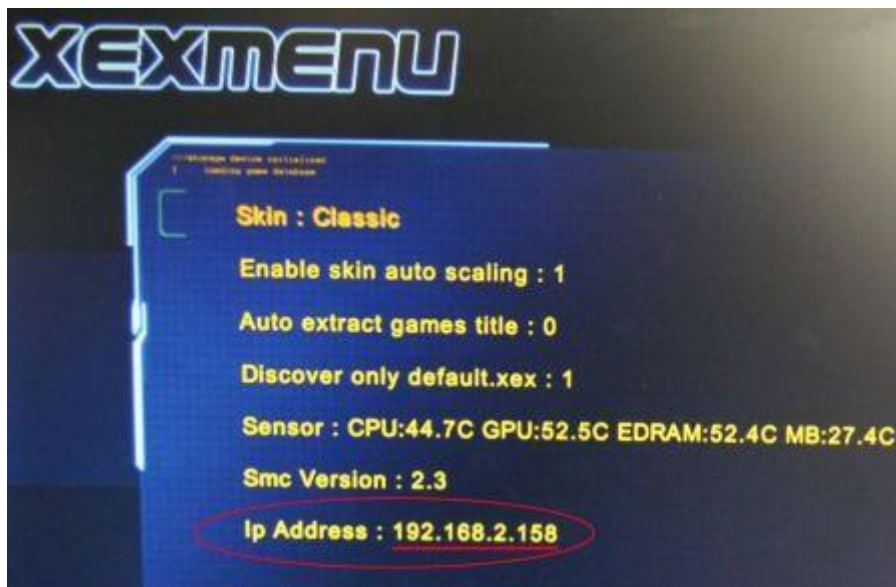 XEXMENU
Skin : Classic
Enable skin auto scaling : 1
Auto extract games title : 0
Discover only default.xex : 1
Sensor : CPU:44.7C GPU:52.5C EDRAM:52.4C MB:27.4C
Smc Version : 2.3
Ip Address : 192.168.2.158